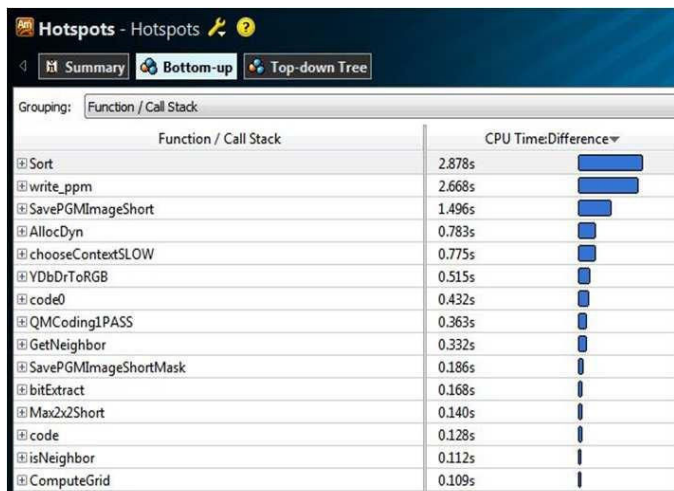 Am Hotspots - Hotspots ?
Summary Bottom-up Top-down Tree
Grouping: Function / Call Stack
Function / Call Stack CPU Time:Difference
Sort 2.878s
write_ppm 2.668s
SavePGMImageShort 1.496s
AllocDyn 0.783s
chooseContextSLOW 0.775s
YDbDrToRGB 0.515s
code0 0.432s
QMCoding1PASS 0.363s
GetNeighbor 0.332s
SavePGMImageShortMask 0.186s
bitExtract 0.168s
Max2x2Short 0.140s
code 0.128s
isNeighbor 0.112s
ComputeGrid 0.109s